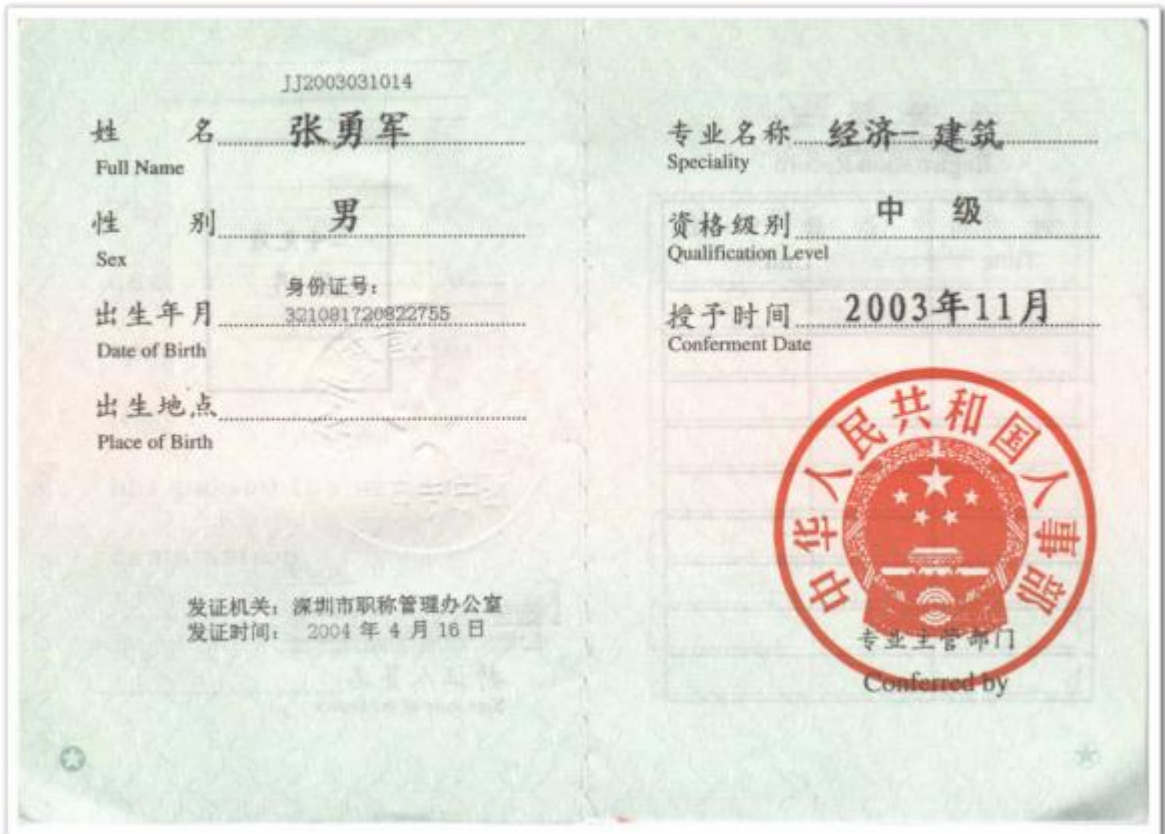 JJ2003031014
姓 名 张勇军
Full Name
性 别 男
Sex
身份证号:
出生年月 321081720822755
Date of Birth
出生地点
Place of Birth
发证机关: 深圳市职称管理办公室
发证时间: 2004 年 4 月 16 日
专业名称 经济-建筑
Speciality
资格级别 中 级
Qualification Level
授予时间 2003年11月
Conferment Date
中华人民共和国人事部
专业主管部门
Conferred by